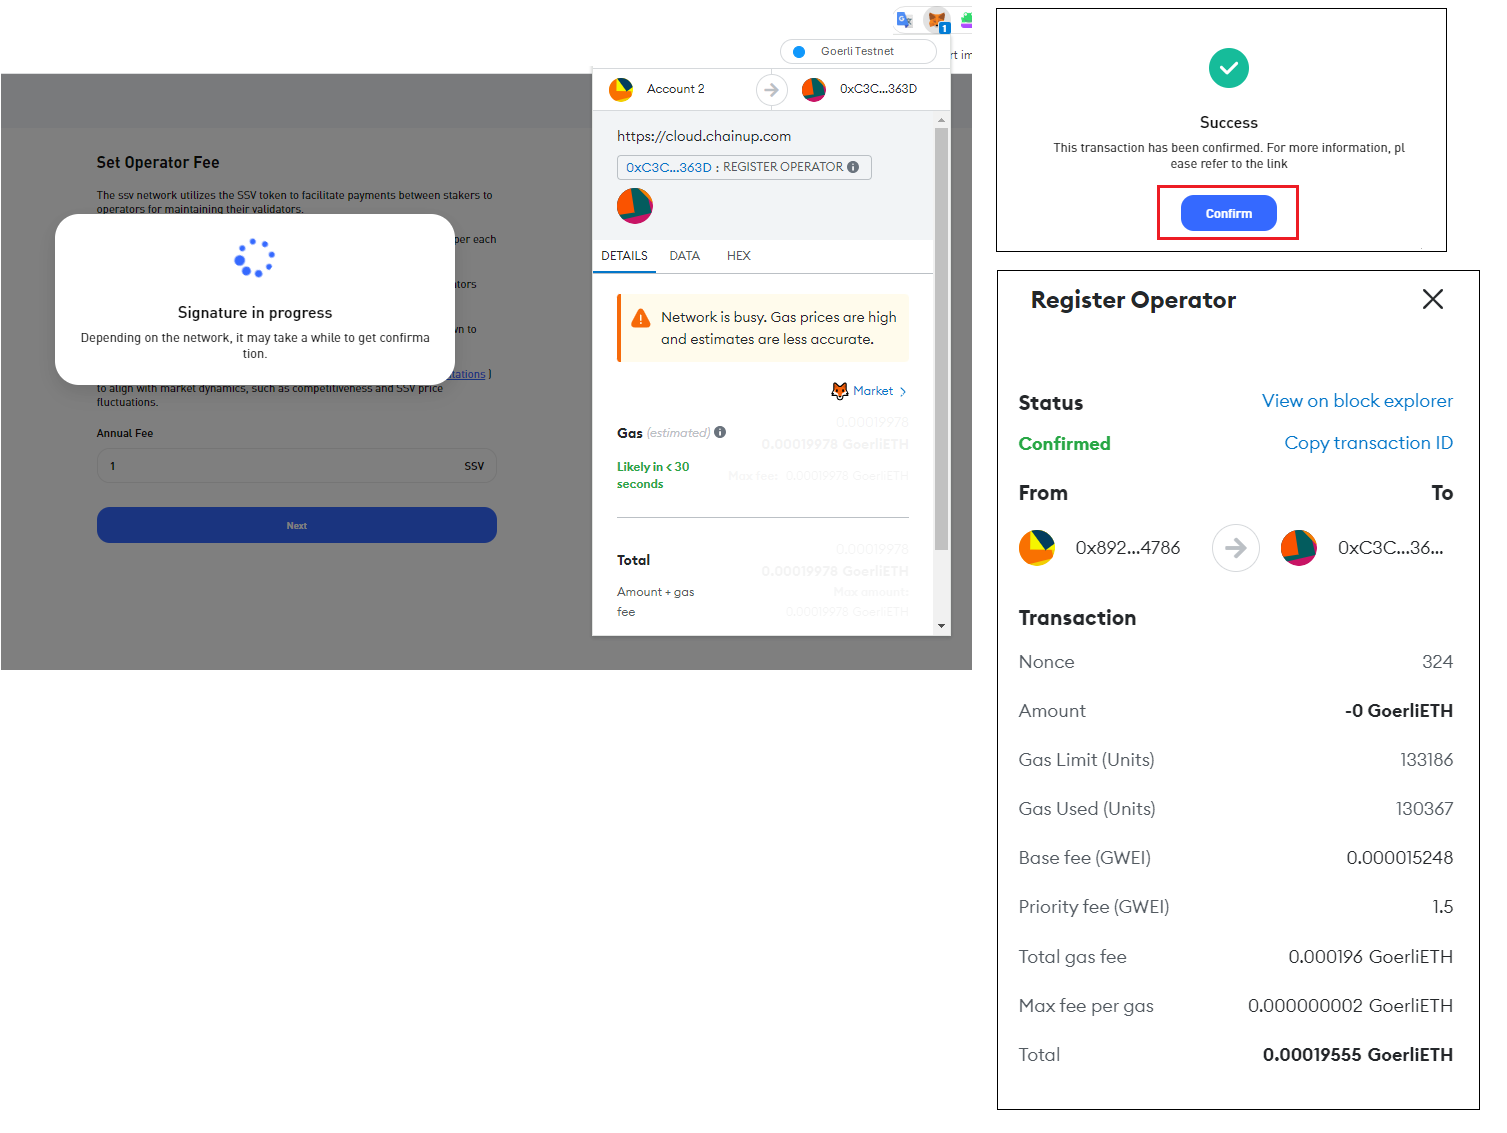 1
Goerli Testnet
rt im
Account 2
0xC3C...363D
https://cloud.chainup.com
0xC3C...363D : REGISTER OPERATOR
DETAILS DATA HEX
Network is busy. Gas prices are high
and estimates are less accurate.
Market >
Gas (estimated)
0.00019978
0.00019978 GoerliETH
Likely in < 30
seconds
Max fee: 0.00019978 GoerliETH
Total
0.00019978
0.00019978 GoerliETH
Amount + gas
fee
Max amount:
0.00019978 GoerliETH
Set Operator Fee
The ssv network utilizes the SSV token to facilitate payments between stakers to
operators for maintaining their validators.
per each
tors
vn to
tations ]
to align with market dynamics, such as competitiveness and SSV price
fluctuations.
Signature in progress
Depending on the network, it may take a while to get confirma
tion.
Annual Fee
1 SSV
Next
Success
This transaction has been confirmed. For more information, pl
ease refer to the link
Confirm
Register Operator
Status View on block explorer
Confirmed Copy transaction ID
From To
0x892...4786 0xC3C...36...
Transaction
Nonce 324
Amount -0 GoerliETH
Gas Limit (Units) 133186
Gas Used (Units) 130367
Base fee (GWEI) 0.000015248
Priority fee (GWEI) 1.5
Total gas fee 0.000196 GoerliETH
Max fee per gas 0.000000002 GoerliETH
Total 0.00019555 GoerliETH